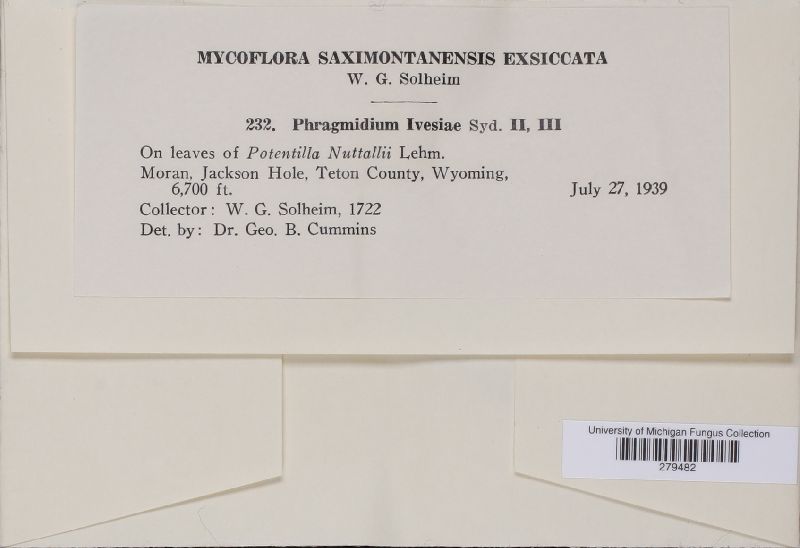 MYCOFLORA SAXIMONTANENSIS EXSICCATA
W. G. Solheim
232. Phragmidium Ivesiae Syd. II, III
On leaves of Potentilla Nuttallii Lehm.
Moran, Jackson Hole, Teton County, Wyoming,
6,700 ft. July 27, 1939
Collector: W. G. Solheim, 1722
Det. by: Dr. Geo. B. Cummins
University of Michigan Fungus Collection
279482